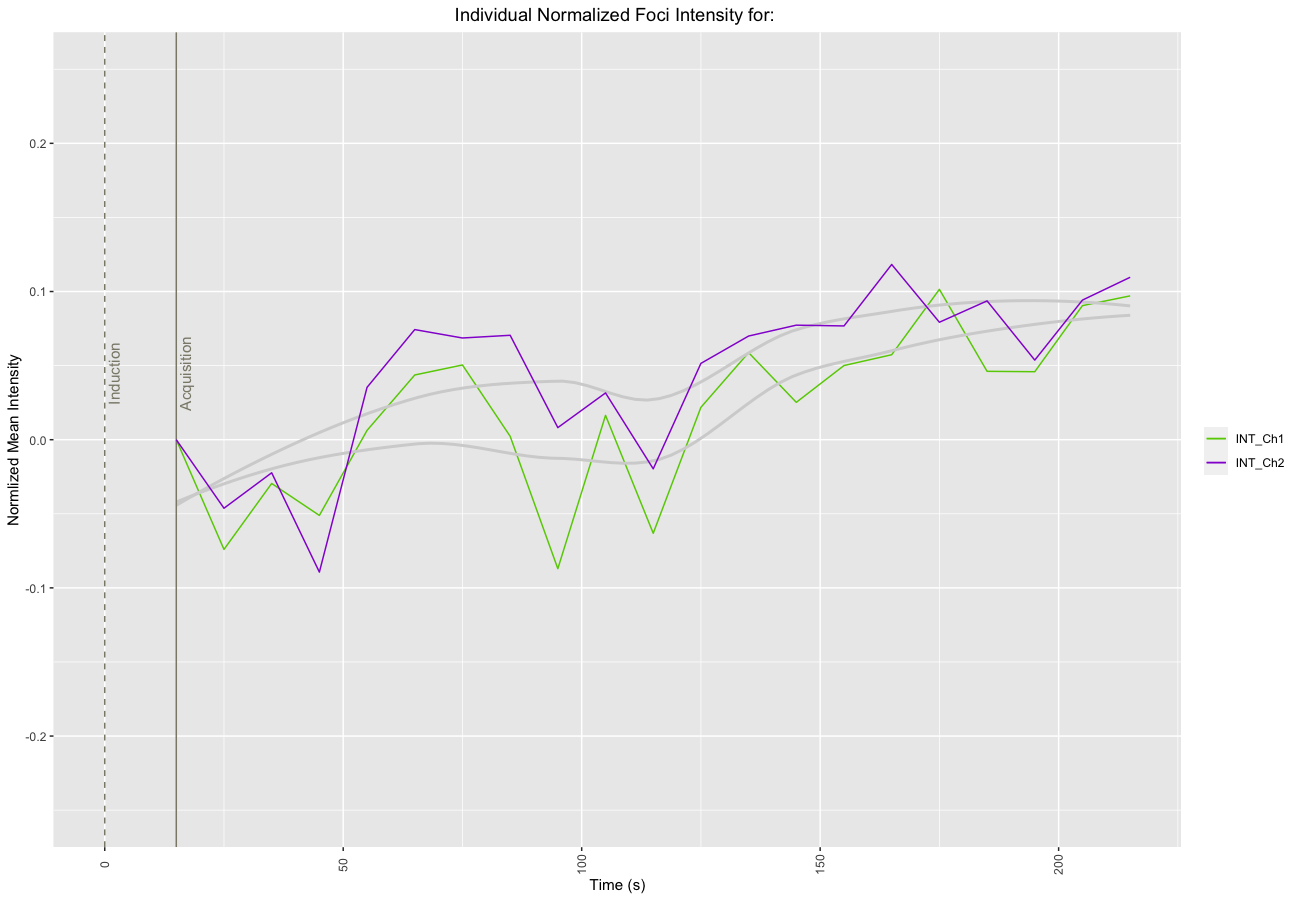 Individual Normalized Foci Intensity for:
Normlized Mean Intensity
0.2
0.1
0.0
-0.1
-0.2
Induction
Acquisition
INT_Ch1
INT_Ch2
0
50
100
150
200
Time (s)